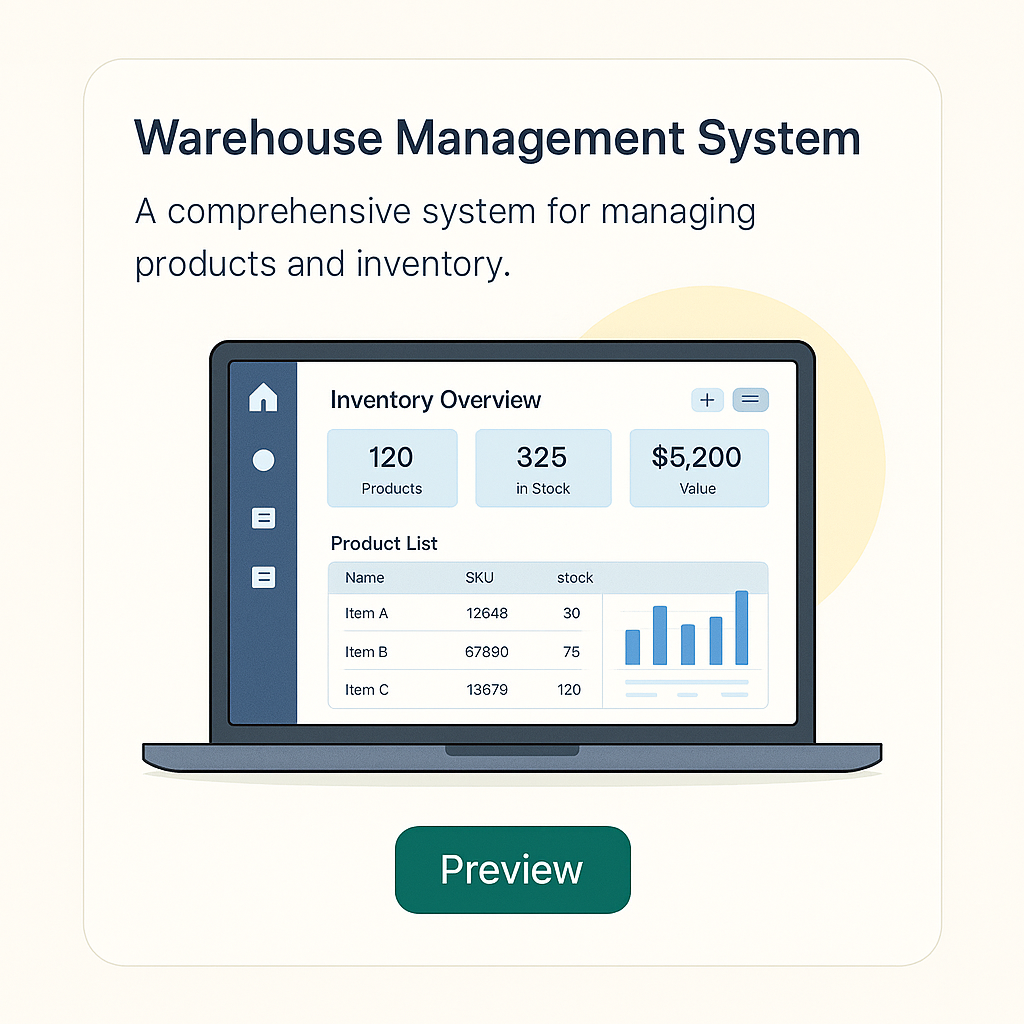 Warehouse Management System
A comprehensive system for managing
products and inventory.
Inventory Overview
120
Products
325
in Stock
$5,200
Value
Product List
Name SKU stock
Item A 12648 30
Item B 67890 75
Item C 13679 120
Preview